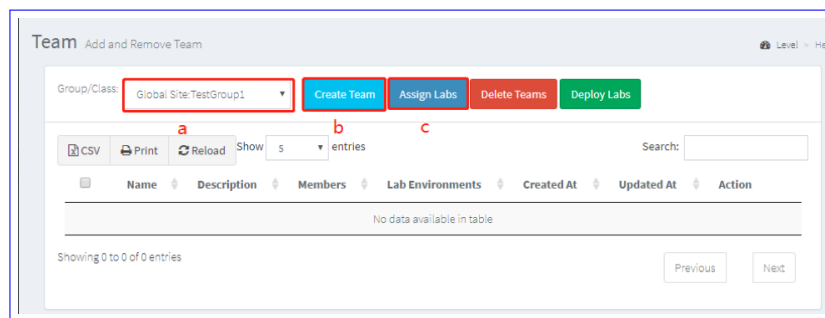 Team Add and Remove Team Level > He
Group/Class: Global Site:TestGroup1 Create Team Assign Labs Delete Teams Deploy Labs
a b c
CSV Print Reload Show 5 entries Search:
Name Description Members Lab Environments Created At Updated At Action
No data available in table
Showing 0 to 0 of 0 entries
Previous Next